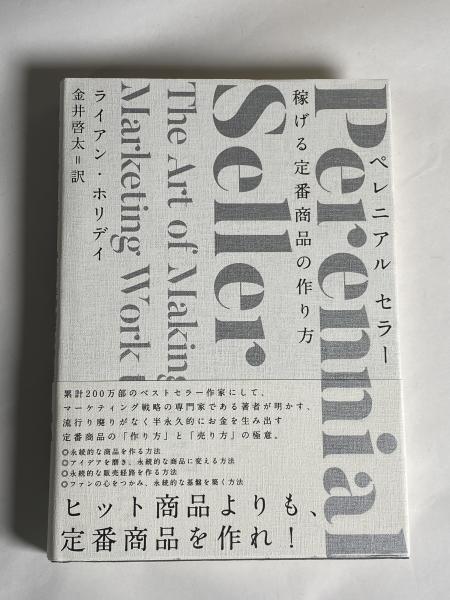 Perennial
ペレニアル セラー
Seller
稼げる定番商品の作り方
The Art of Making
Marketing Work
ライアン・ホリデイ
金井啓太=訳
累計200万部のベストセラー作家にして、
マーケティング戦略の専門家である著者が明かす、
流行り廃りがなく半永久的にお金を生み出す
定番商品の「作り方」と「売り方」の極意。
◎永続的な商品を作る方法
◎アイデアを磨き、永続的な商品に変える方法
◎永続的な販売経路を作る方法
◎ファンの心をつかみ、永続的な基盤を築く方法
ヒット商品よりも、
定番商品を作れ!